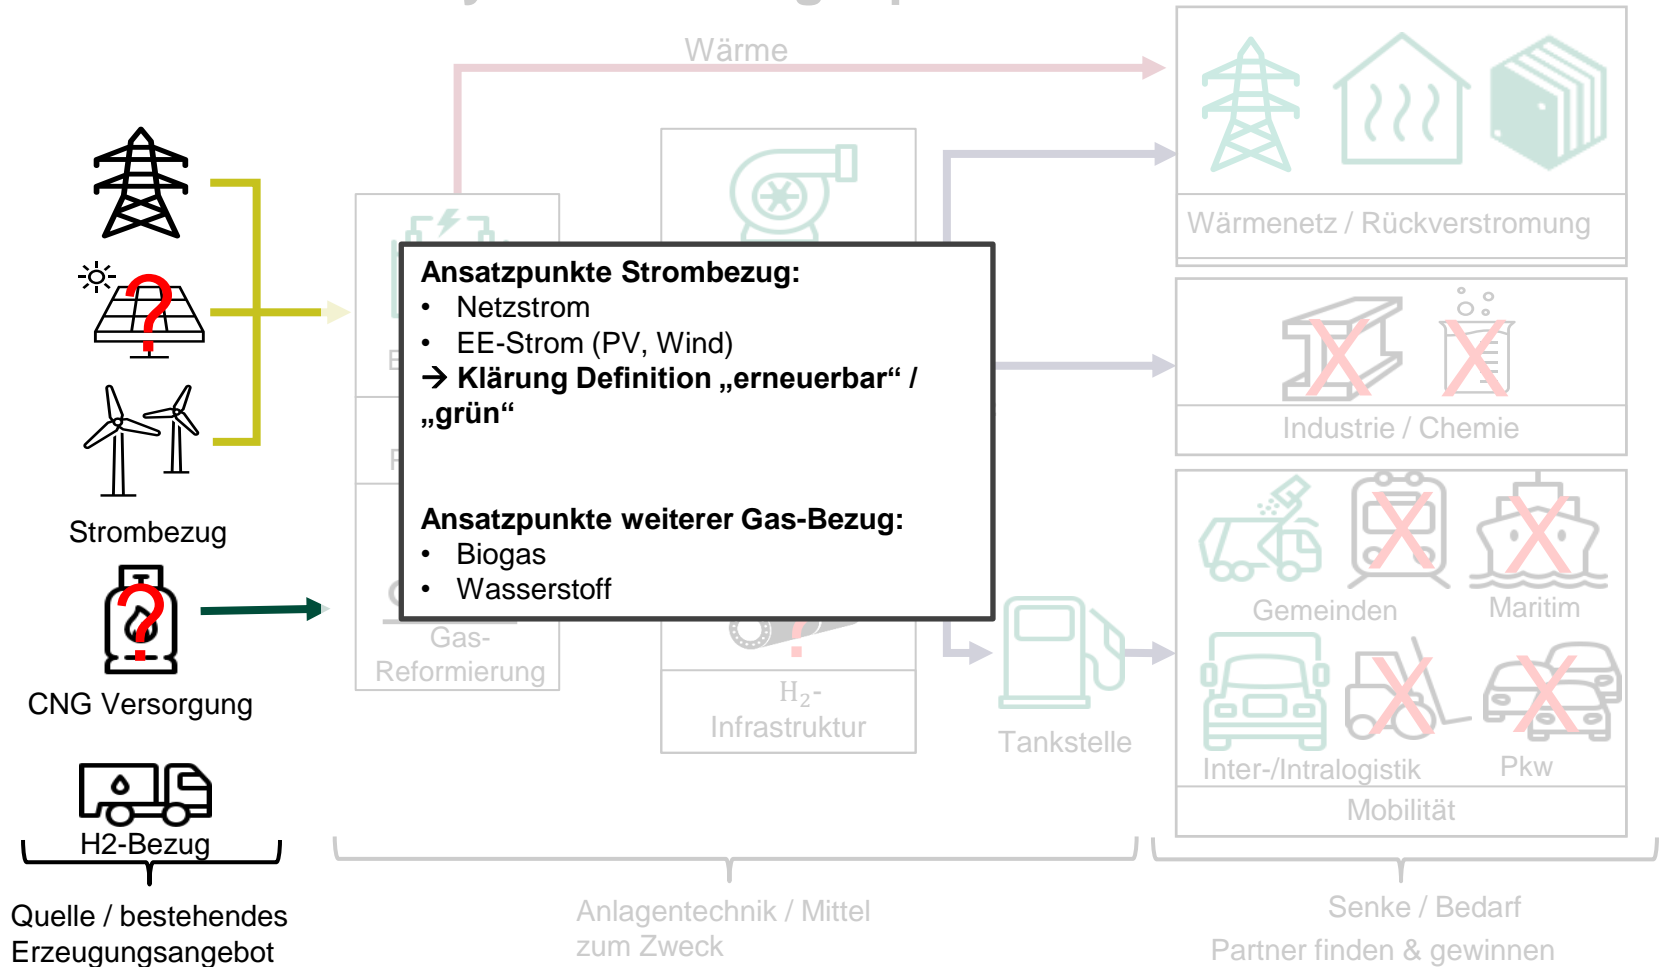 Wärme
Wärmenetz / Rückverstromung
Ansatzpunkte Strombezug:
• Netzstrom
• EE-Strom (PV, Wind)
→ Klärung Definition „erneuerbar“ /
„grün“
Ansatzpunkte weiterer Gas-Bezug:
• Biogas
• Wasserstoff
Industrie / Chemie
Strombezug
CNG Versorgung
H2-Bezug
Gas-
Reformierung
H₂-
Infrastruktur
Tankstelle
Gemeinden
Maritim
Inter-/Intralogistik
Pkw
Mobilität
Quelle / bestehendes
Erzeugungsangebot
Anlagentechnik / Mittel
zum Zweck
Senke / Bedarf
Partner finden & gewinnen